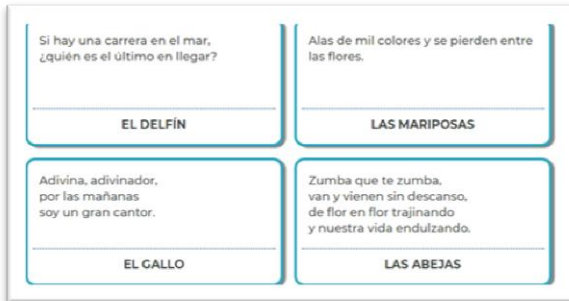 Si hay una carrera en el mar,
¿quién es el último en llegar?
EL DELFÍN
Alas de mil colores y se pierden entre
las flores.
LAS MARIPOSAS
Adivina, adivinador,
por las mañanas
soy un gran cantor.
EL GALLO
Zumba que te zumba,
van y vienen sin descanso,
de flor en flor trajinando
y nuestra vida endulzando.
LAS ABEJAS